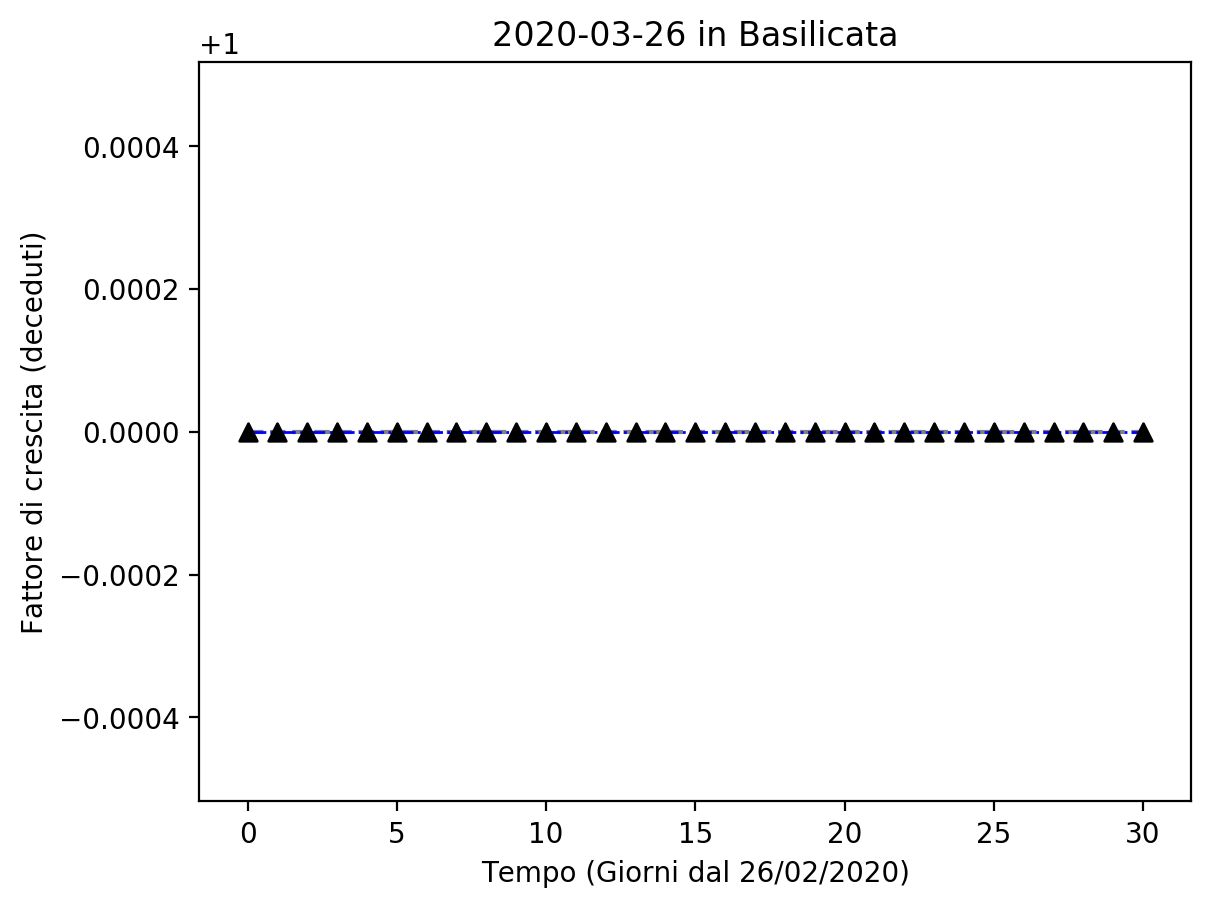 2020-03-26 in Basilicata
+1
0.0004
0.0002
0.0000
−0.0002
−0.0004
Fattore di crescita (deceduti)
0 5 10 15 20 25 30
Tempo (Giorni dal 26/02/2020)